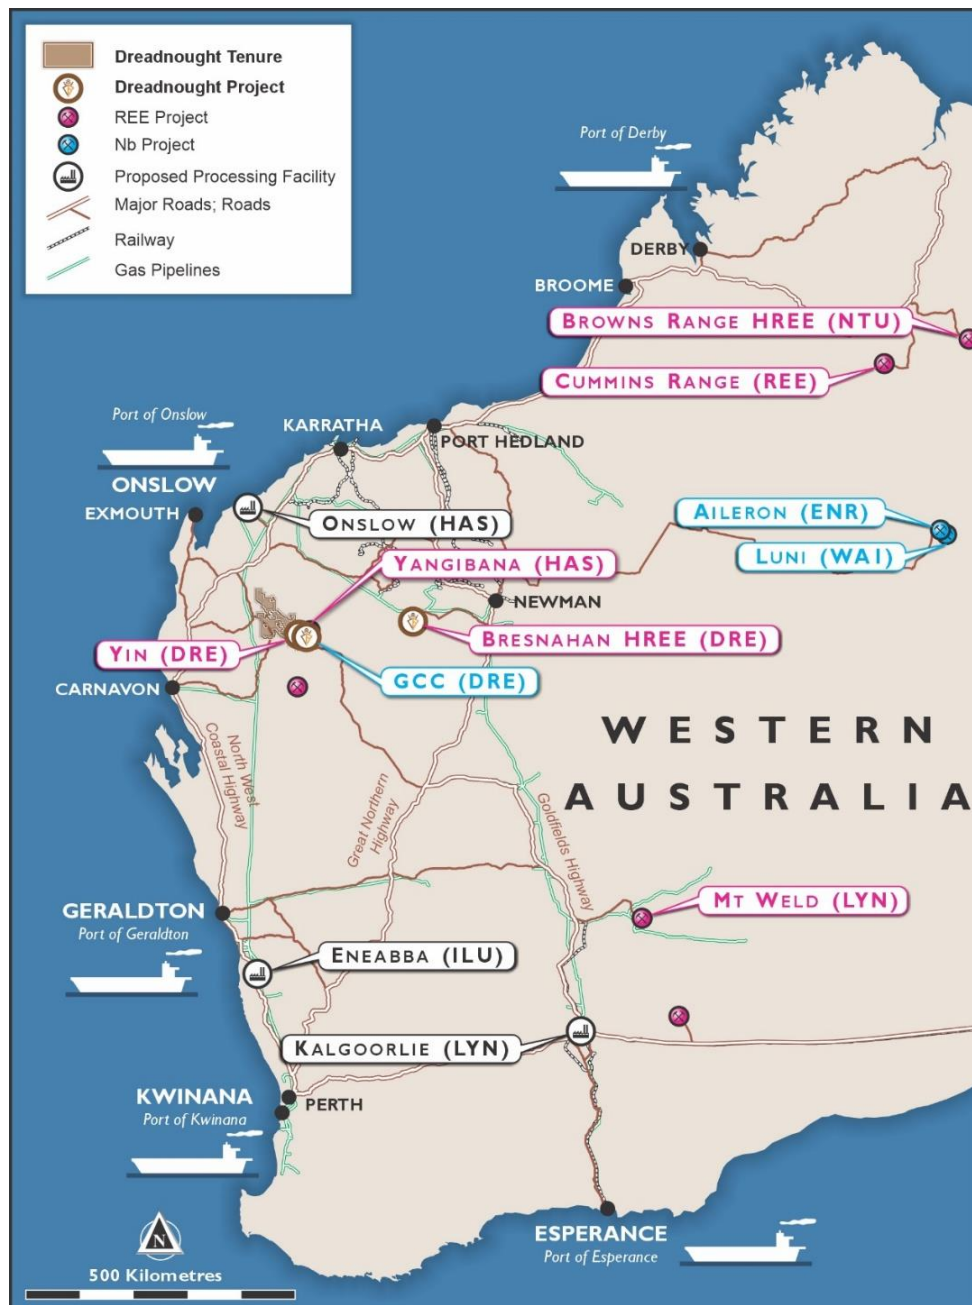 Dreadnought Tenure
Dreadnought Project
REE Project
Nb Project
Proposed Processing Facility
Major Roads; Roads
Railway
Gas Pipelines
Port of Derby
DERBY
BROOME
BROWNS RANGE HREE (NTU)
CUMMINS RANGE (REE)
Port of Onslow
KARRATHA
PORT HEDLAND
ONSLOW
EXMOUTH
ONSLOW (HAS)
AILERON (ENR)
LUNI (WAI)
YANGIBANA (HAS)
NEWMAN
YIN (DRE)
BRESNAHAN HREE (DRE)
GCC (DRE)
CARNAVON
WESTERN
AUSTRALIA
North West
Coastal Highway
Great Northern
Highway
Goldfields Highway
MT WELD (LYN)
GERALDTON
Port of Geraldton
ENEABBA (ILU)
KALGOORLIE (LYN)
KWINANA
Port of Kwinana
PERTH
ESPERANCE
Port of Esperance
N
500 Kilometres